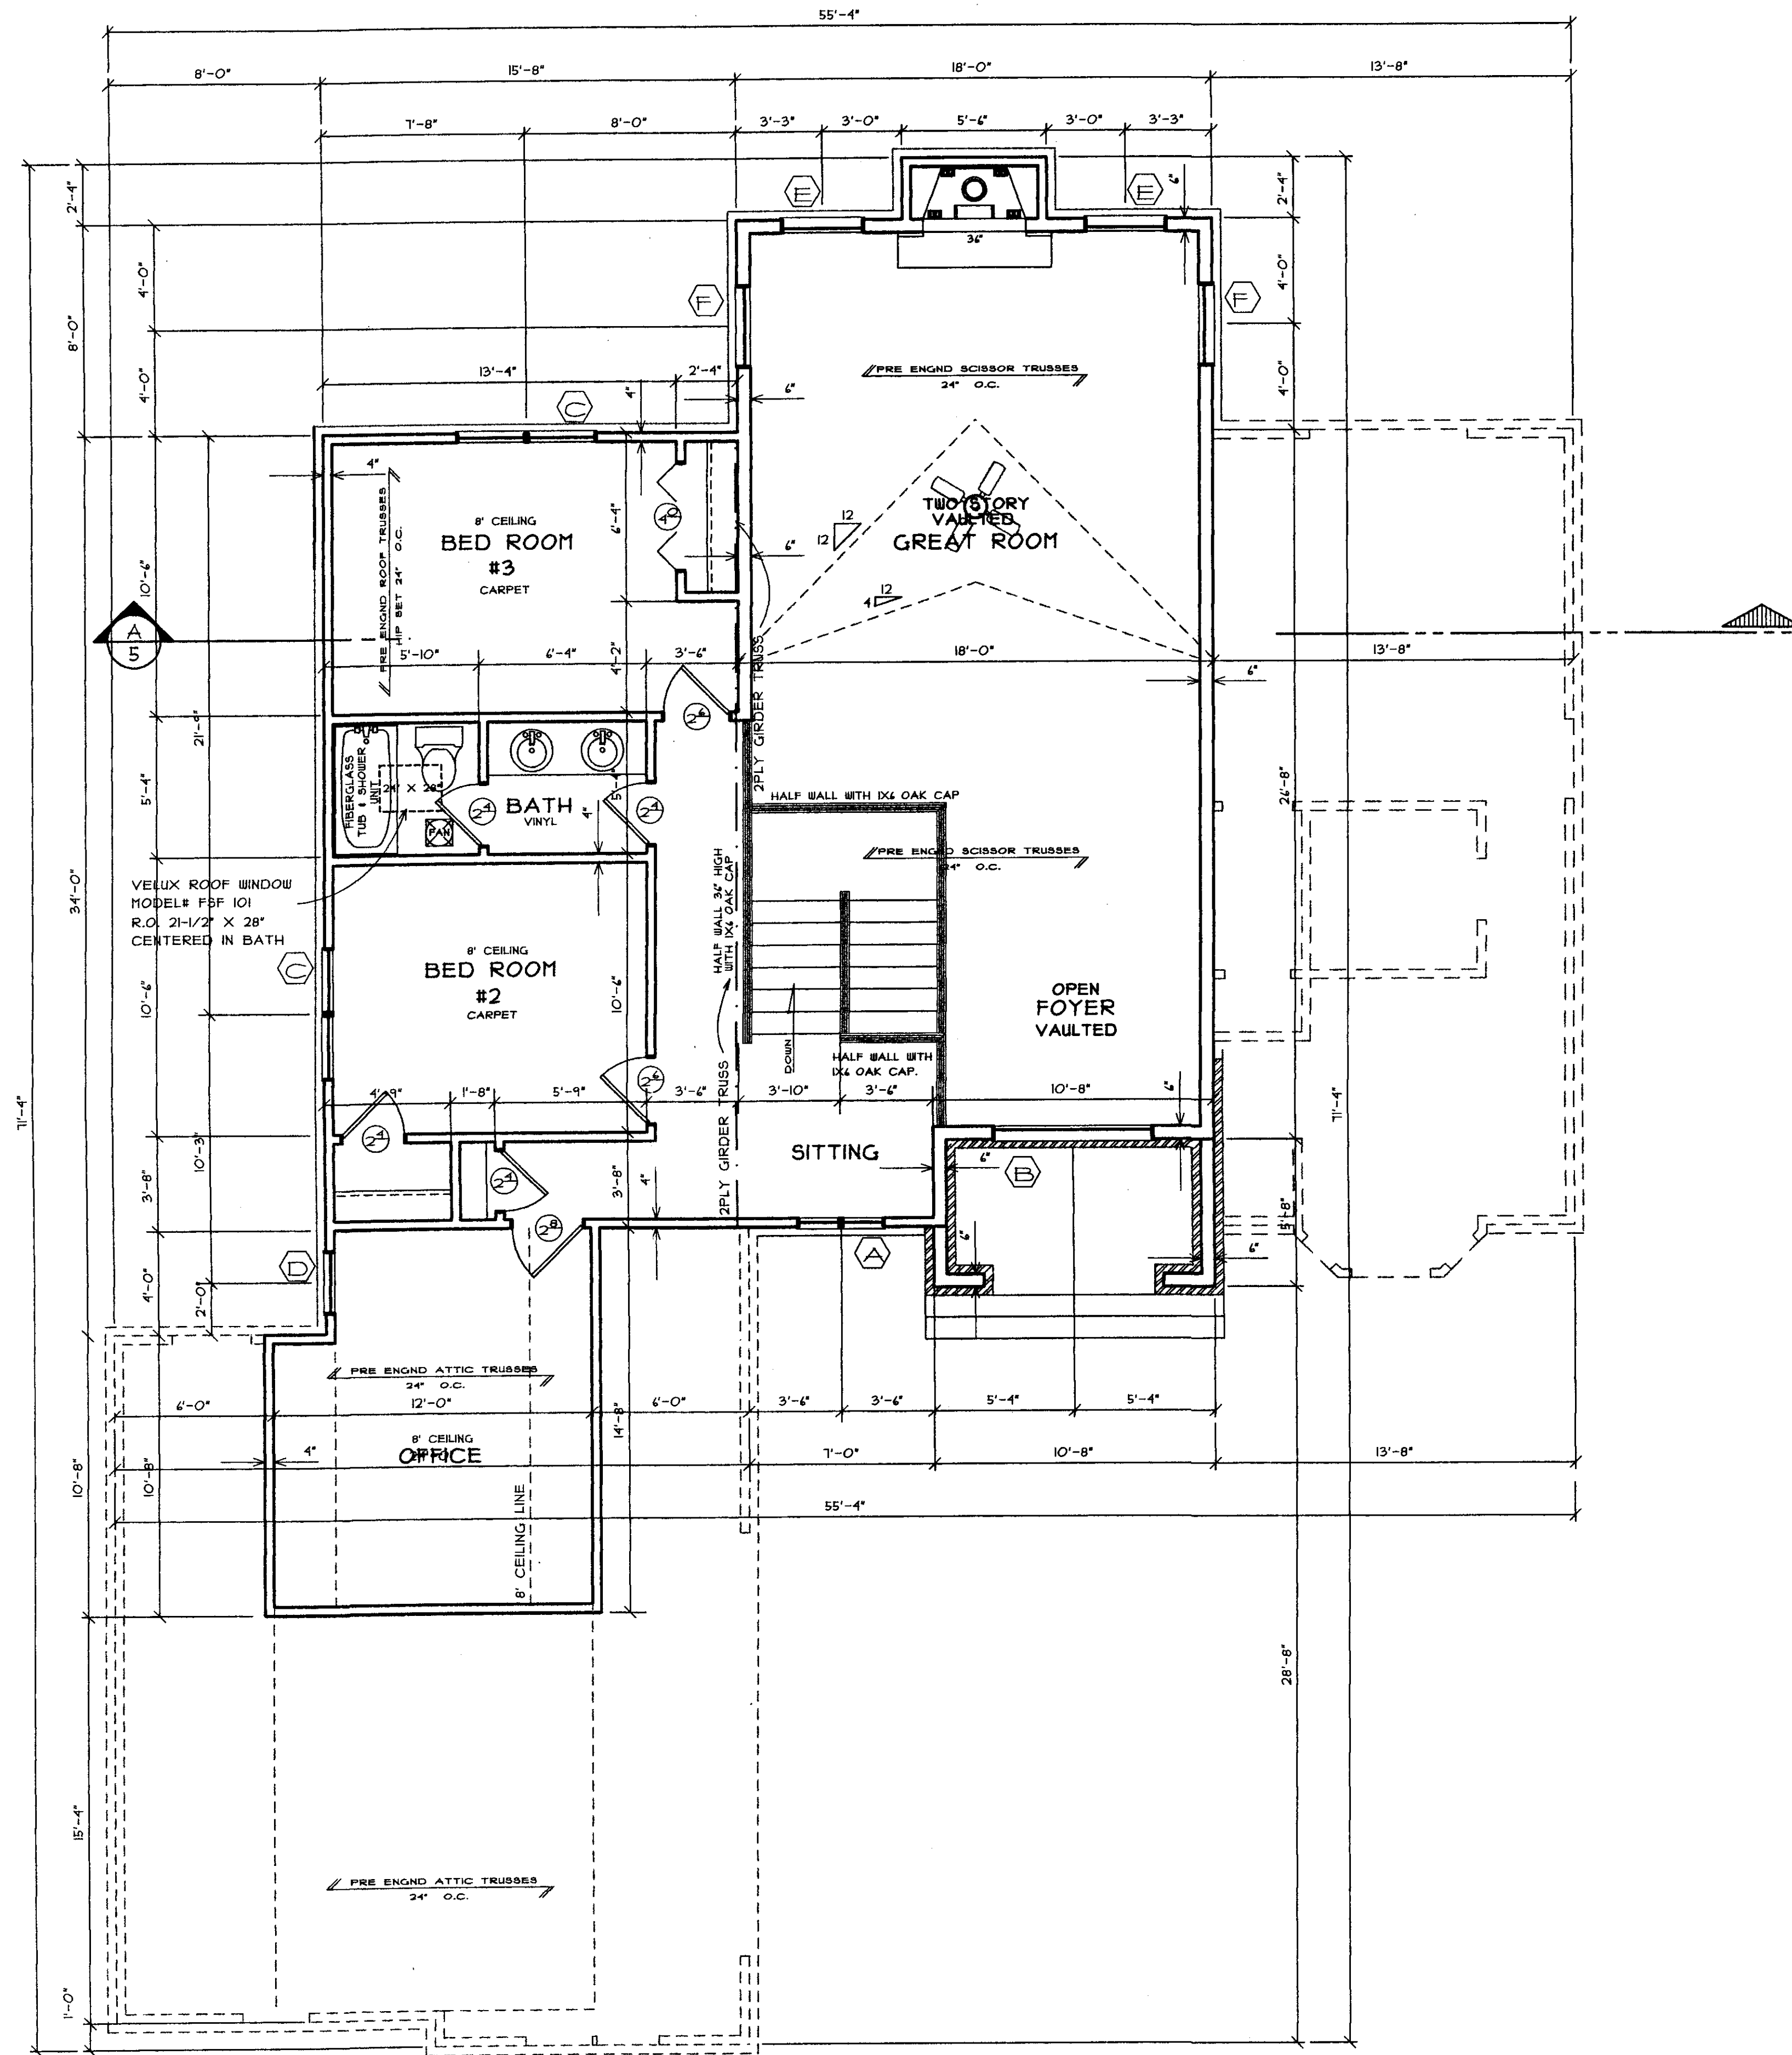 55'-4"
8'-0"
15'-8"
18'-0"
13'-8"
7'-8"
8'-0"
3'-3"
3'-0"
5'-6"
3'-0"
3'-3"
2'-4"
E
E
6"
2'-4"
36"
4'-0"
F
F
4'-0"
8'-0"
PRE ENGND SCISSOR TRUSSES
24" O.C.
4'-0"
13'-4"
2'-4"
4"
6"
4'-0"
C
4"
PRE ENGND ROOF TRUSSES
HIP SET 24" O.C.
8' CEILING
BED ROOM
#3
CARPET
6'-4"
4⁰
6"
12
12
TWO STORY
VAULTED
GREAT ROOM
4
12
10'-6"
A
5
5'-10"
6'-4"
4'-2"
3'-6"
18'-0"
13'-8"
6"
2⁶
2PLY GIRDER TRUSS
21'-0"
5'-4"
FIBERGLASS
TUB & SHOWER
UNIT
24" X 28"
FAN
2⁴
BATH
VINYL
5'-4"
2⁴
4"
HALF WALL WITH 1X6 OAK CAP
26'-8"
PRE ENGND SCISSOR TRUSSES
24" O.C.
34'-0"
VELUX ROOF WINDOW
MODEL# FSF 101
R.O. 21-1/2" X 28"
CENTERED IN BATH
HALF WALL 36" HIGH
WITH 1X6 OAK CAP
C
8' CEILING
BED ROOM
#2
CARPET
10'-6"
10'-6"
OPEN
FOYER
VAULTED
DOWN
HALF WALL WITH
1X6 OAK CAP.
2⁶
71'-4"
71'-4"
4'-9"
1'-8"
5'-9"
3'-6"
3'-10"
3'-6"
10'-8"
6"
2PLY GIRDER TRUSS
2⁴
10'-3"
SITTING
6"
B
3'-8"
2⁴
3'-8"
4"
2⁸
5'-8"
6"
6"
A
D
4'-0"
2'-0"
PRE ENGND ATTIC TRUSSES
24" O.C.
6'-0"
12'-0"
6'-0"
3'-6"
3'-6"
5'-4"
5'-4"
14'-8"
8' CEILING
OFFICE
4"
7'-0"
10'-8"
13'-8"
10'-8"
10'-8"
55'-4"
8' CEILING LINE
28'-8"
15'-4"
PRE ENGND ATTIC TRUSSES
24" O.C.
1'-0"